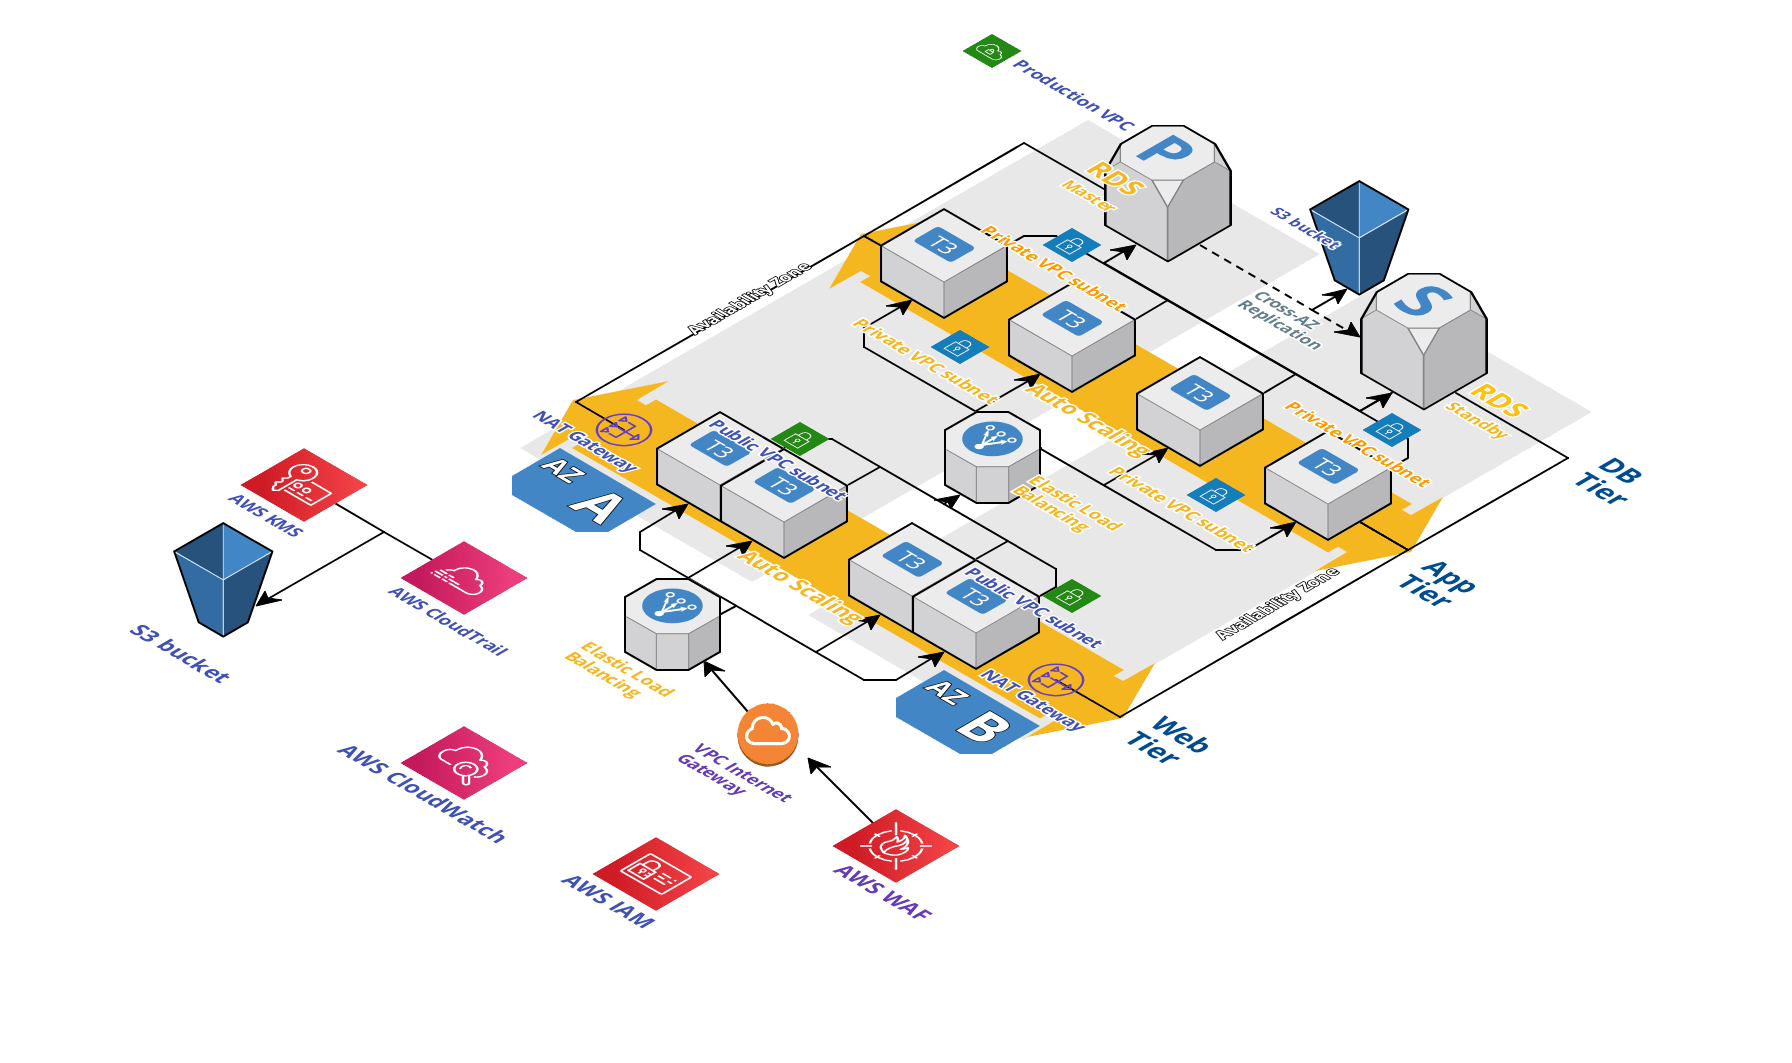 Production VPC
P
RDS
Master
S3 bucket
T3
Private VPC subnet
T3
Availability Zone
Cross-AZ
Replication
S
Private VPC subnet
T3
RDS
Standby
Auto Scaling
Private VPC subnet
T3
NAT Gateway
T3
Public VPC subnet
T3
DB
Tier
AZ A
Elastic Load
Balancing
Private VPC subnet
AWS KMS
Auto Scaling
T3
Public VPC subnet
T3
App
Tier
Availability Zone
AWS CloudTrail
S3 bucket
Elastic Load
Balancing
NAT Gateway
AZ B
Web
Tier
VPC Internet
Gateway
AWS CloudWatch
AWS IAM
AWS WAF